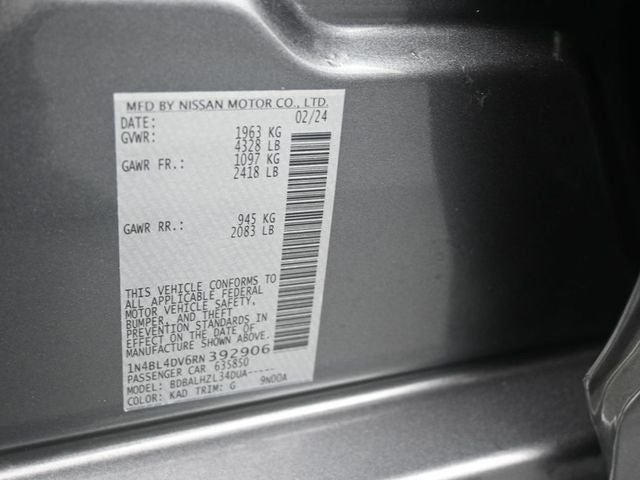 MFD BY NISSAN MOTOR CO., LTD.
DATE: 02/24
GVWR: 1963 KG
4328 LB
GAWR FR.: 1097 KG
2418 LB
GAWR RR.: 945 KG
2083 LB
THIS VEHICLE CONFORMS TO
ALL APPLICABLE FEDERAL
MOTOR VEHICLE SAFETY,
BUMPER, AND THEFT
PREVENTION STANDARDS IN
EFFECT ON THE DATE OF
MANUFACTURE SHOWN ABOVE.
1N4BL4DV6RN392906
PASSENGER CAR 635850
MODEL: BDBALHZL34DUA-----
COLOR: KAD TRIM: G 9N00A